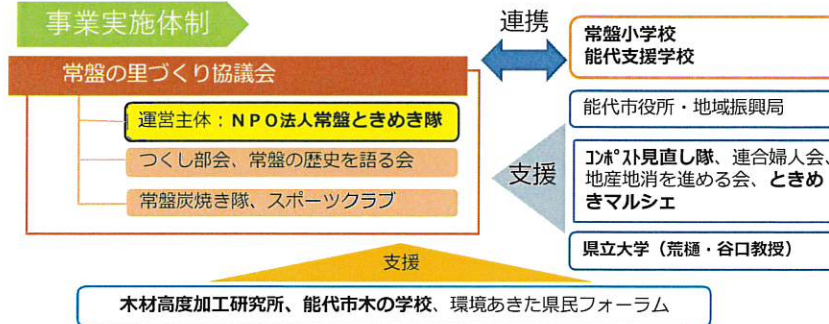 事業実施体制
常盤の里づくり協議会
運営主体：NPO法人常盤ときめき隊
つくし部会、常盤の歴史を語る会
常盤炭焼き隊、スポーツクラブ
連携
常盤小学校
能代支援学校
支援
能代市役所・地域振興局
ｺﾝﾎﾟｽﾄ見直し隊、連合婦人会、
地産地消を進める会、ときめ
きマルシェ
県立大学（荒樋・谷口教授）
支援
木材高度加工研究所、能代市木の学校、環境あきた県民フォーラム